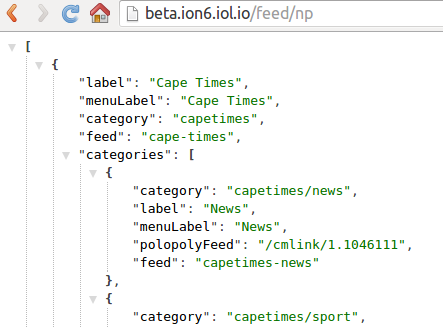 beta.ion6.iol.io/feed/np
[
{
"label": "Cape Times",
"menuLabel": "Cape Times",
"category": "capetimes",
"feed": "cape-times",
"categories": [
{
"category": "capetimes/news",
"label": "News",
"menuLabel": "News",
"polopolyFeed": "/cmlink/1.1046111",
"feed": "capetimes-news"
},
{
"category": "capetimes/sport",